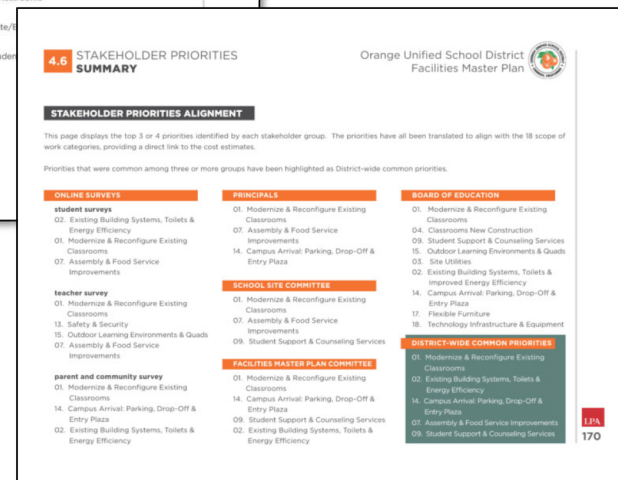 4.6 STAKEHOLDER PRIORITIES
SUMMARY
Orange Unified School District
Facilities Master Plan
STAKEHOLDER PRIORITIES ALIGNMENT
This page displays the top 3 or 4 priorities identified by each stakeholder group. The priorities have all been translated to align with the 18 scope of
work categories, providing a direct link to the cost estimates.
Priorities that were common among three or more groups have been highlighted as District-wide common priorities.
ONLINE SURVEYS
student surveys
02. Existing Building Systems, Toilets &
Energy Efficiency
01. Modernize & Reconfigure Existing
Classrooms
07. Assembly & Food Service
Improvements
teacher survey
01. Modernize & Reconfigure Existing
Classrooms
13. Safety & Security
15. Outdoor Learning Environments & Quads
07. Assembly & Food Service
Improvements
parent and community survey
01. Modernize & Reconfigure Existing
Classrooms
14. Campus Arrival: Parking, Drop-Off &
Entry Plaza
02. Existing Building Systems, Toilets &
Energy Efficiency
PRINCIPALS
01. Modernize & Reconfigure Existing
Classrooms
07. Assembly & Food Service
Improvements
14. Campus Arrival: Parking, Drop-Off &
Entry Plaza
SCHOOL SITE COMMITTEE
01. Modernize & Reconfigure Existing
Classrooms
07. Assembly & Food Service
Improvements
09. Student Support & Counseling Services
FACILITIES MASTER PLAN COMMITTEE
01. Modernize & Reconfigure Existing
Classrooms
14. Campus Arrival: Parking, Drop-Off &
Entry Plaza
09. Student Support & Counseling Services
02. Existing Building Systems, Toilets &
Energy Efficiency
BOARD OF EDUCATION
01. Modernize & Reconfigure Existing
Classrooms
04. Classrooms New Construction
09. Student Support & Counseling Services
15. Outdoor Learning Environments & Quads
03. Site Utilities
02. Existing Building Systems, Toilets &
Improved Energy Efficiency
14. Campus Arrival: Parking, Drop-Off &
Entry Plaza
17. Flexible Furniture
18. Technology Infrastructure & Equipment
DISTRICT-WIDE COMMON PRIORITIES
01. Modernize & Reconfigure Existing
Classrooms
02. Existing Building Systems, Toilets &
Energy Efficiency
14. Campus Arrival: Parking, Drop-Off &
Entry Plaza
07. Assembly & Food Service Improvements
09. Student Support & Counseling Services
LPA
170